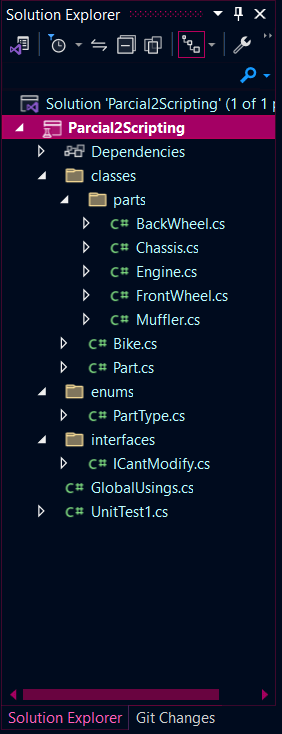 Solution Explorer
Solution 'Parcial2Scripting' (1 of 1 p
Parcial2Scripting
Dependencies
classes
parts
C# BackWheel.cs
C# Chassis.cs
C# Engine.cs
C# FrontWheel.cs
C# Muffler.cs
C# Bike.cs
C# Part.cs
enums
C# PartType.cs
interfaces
C# ICantModify.cs
C# GlobalUsings.cs
C# UnitTest1.cs
Solution Explorer Git Changes